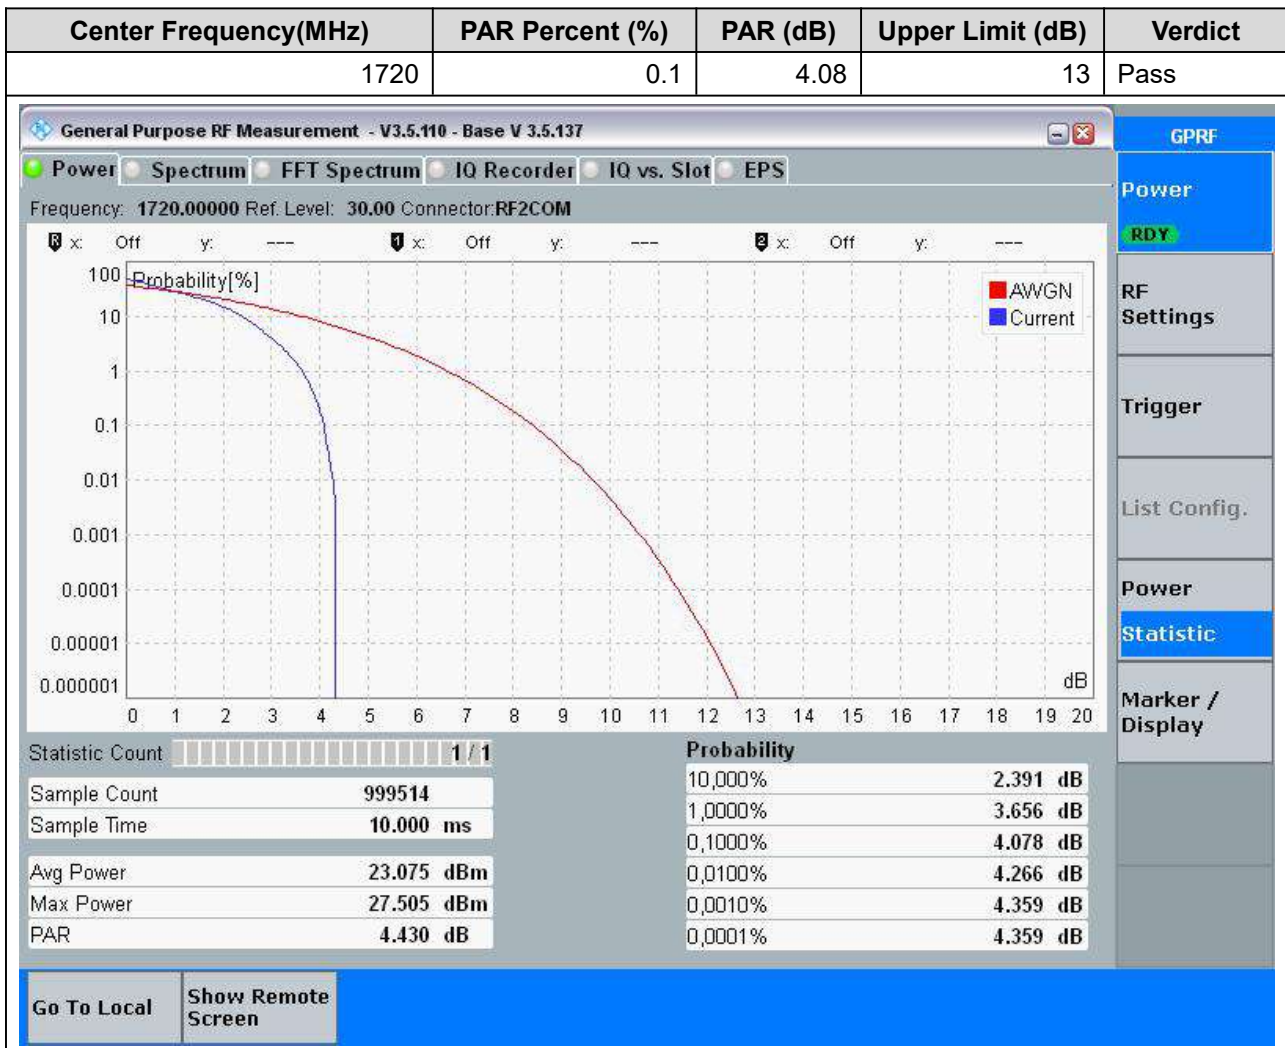 Center Frequency(MHz) PAR Percent (%) PAR (dB) Upper Limit (dB) Verdict
1720 0.1 4.08 13 Pass
General Purpose RF Measurement - V3.5.110 - Base V 3.5.137
GPRF
Power Spectrum FFT Spectrum IQ Recorder IQ vs. Slot EPS
Frequency: 1720.00000 Ref. Level: 30.00 Connector:RF2COM
R x: Off y: --- 1 x: Off y: --- 2 x: Off y: ---
Probability[%]
100
10
1
0.1
0.01
0.001
0.0001
0.00001
0.000001
AWGN
Current
dB
0 1 2 3 4 5 6 7 8 9 10 11 12 13 14 15 16 17 18 19 20
Statistic Count 1 / 1
Sample Count 999514
Sample Time 10.000 ms
Avg Power 23.075 dBm
Max Power 27.505 dBm
PAR 4.430 dB
Probability
10,000% 2.391 dB
1,0000% 3.656 dB
0,1000% 4.078 dB
0,0100% 4.266 dB
0,0010% 4.359 dB
0,0001% 4.359 dB
Power
RDY
RF
Settings
Trigger
List Config.
Power
Statistic
Marker /
Display
Go To Local
Show Remote
Screen